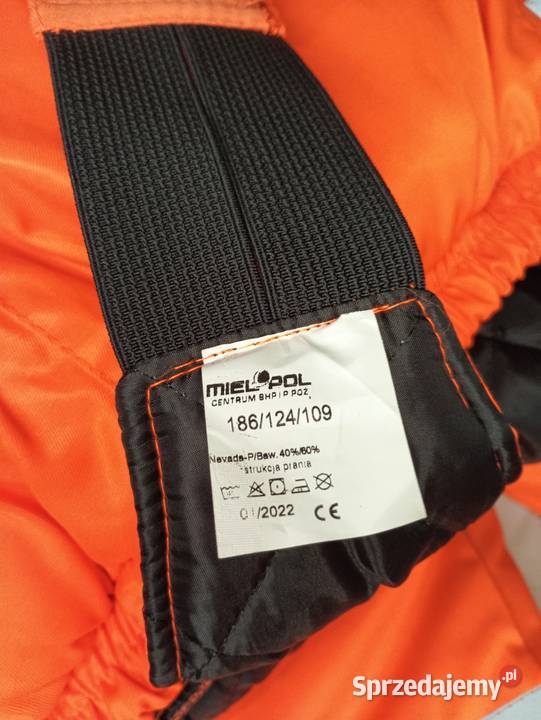 MIEL POL
CENTRUM BHP I P.POŻ.
186/124/109
Nevada-P/Baw. 40%/60%
strukcja prania
01/2022 CE
Sprzedajemy.pl